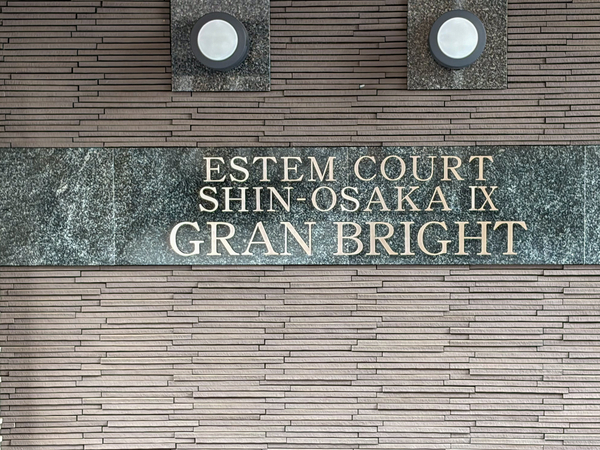 ESTEM COURT
SHIN-OSAKA IX
GRAN BRIGHT